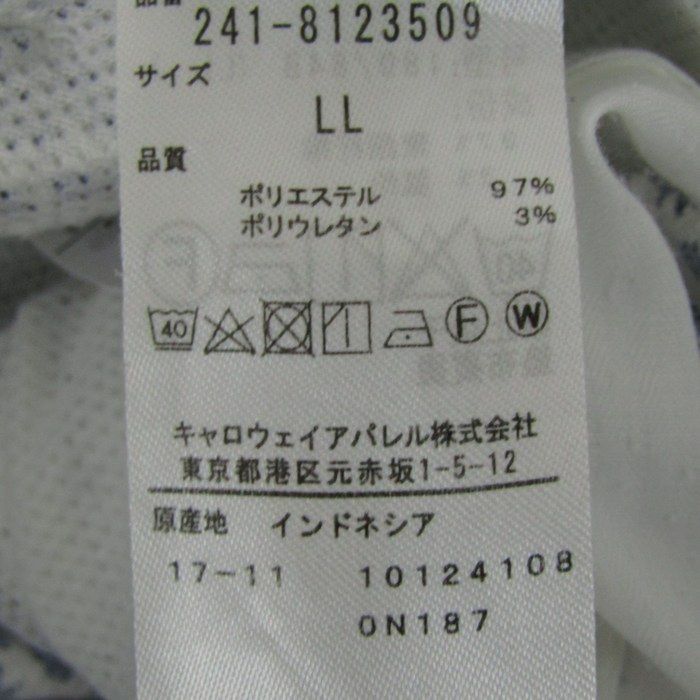 品番
241-8123509
サイズ
LL
品質
ポリエステル 97%
ポリウレタン 3%
40
F W
キャロウェイアパレル株式会社
東京都港区元赤坂1-5-12
原産地 インドネシア
17-11 10124108
0N187